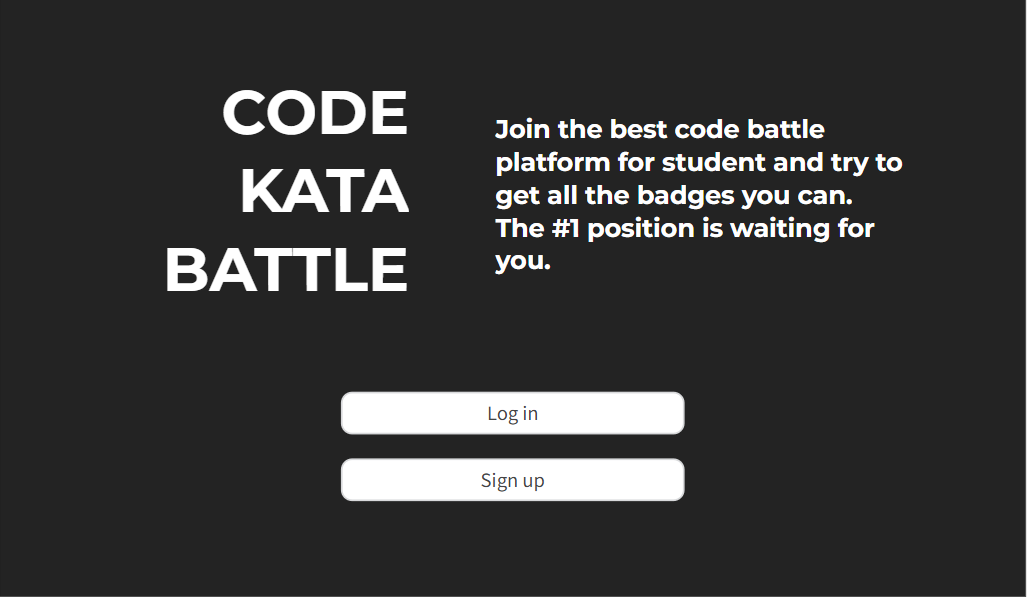 CODE
KATA
BATTLE
Join the best code battle
platform for student and try to
get all the badges you can.
The #1 position is waiting for
you.
Log in
Sign up